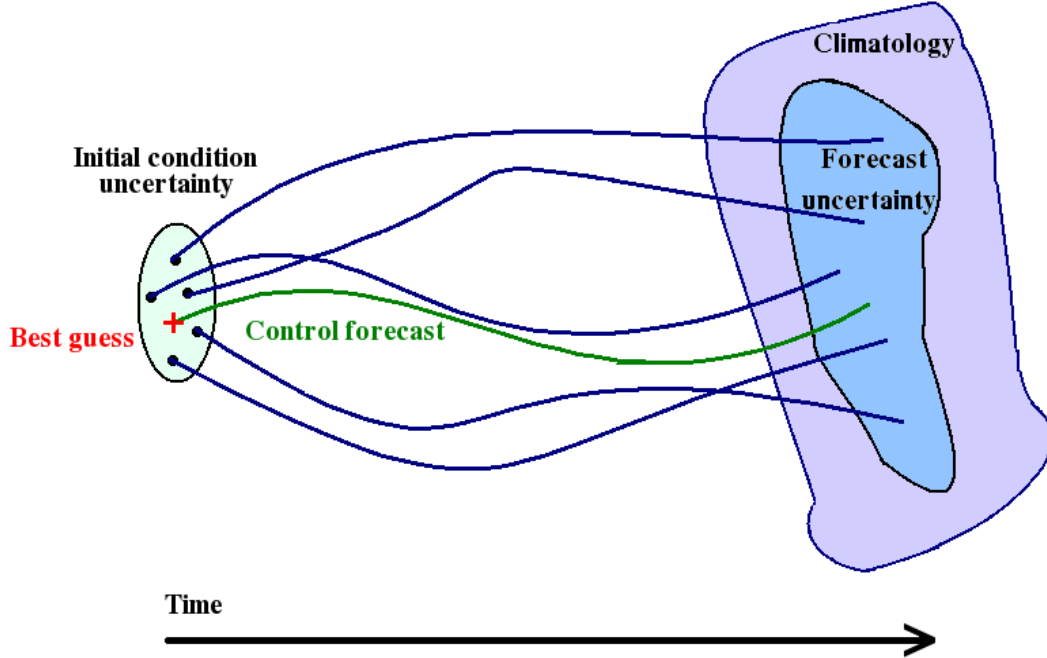 Climatology
Initial condition
uncertainty
Forecast
uncertainty
Best guess
Control forecast
Time